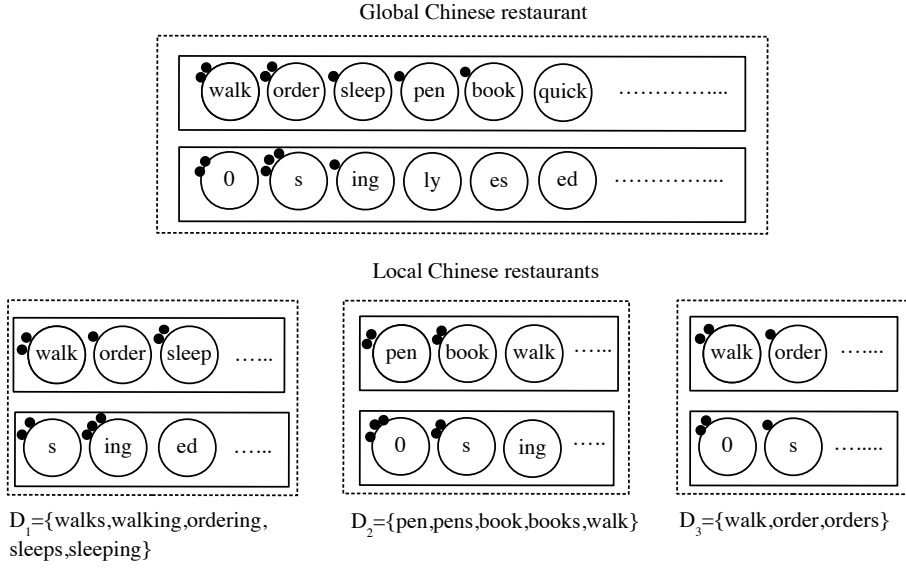 Global Chinese restaurant
walk order sleep pen book quick ................
0 s ing ly es ed ................
Local Chinese restaurants
walk order sleep ......
pen book walk ......
walk order ........
s ing ed ......
0 s ing .....
0 s ........
D1={walks,walking,ordering,
sleeps,sleeping}
D2={pen,pens,book,books,walk}
D3={walk,order,orders}